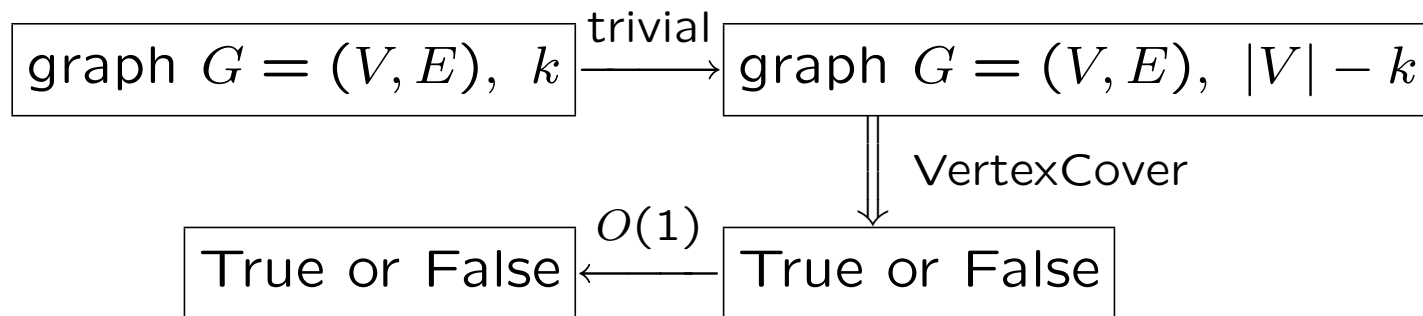 trivial
graph G = (V, E), k
graph G = (V, E), |V| − k
VertexCover
O(1)
True or False
True or False